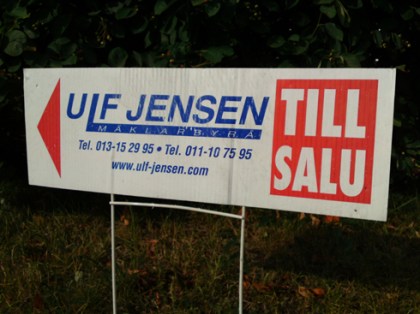 ULF JENSEN
MÄKLARBYRÅ
Tel. 013-15 29 95 • Tel. 011-10 75 95
www.ulf-jensen.com
TILL
SALU